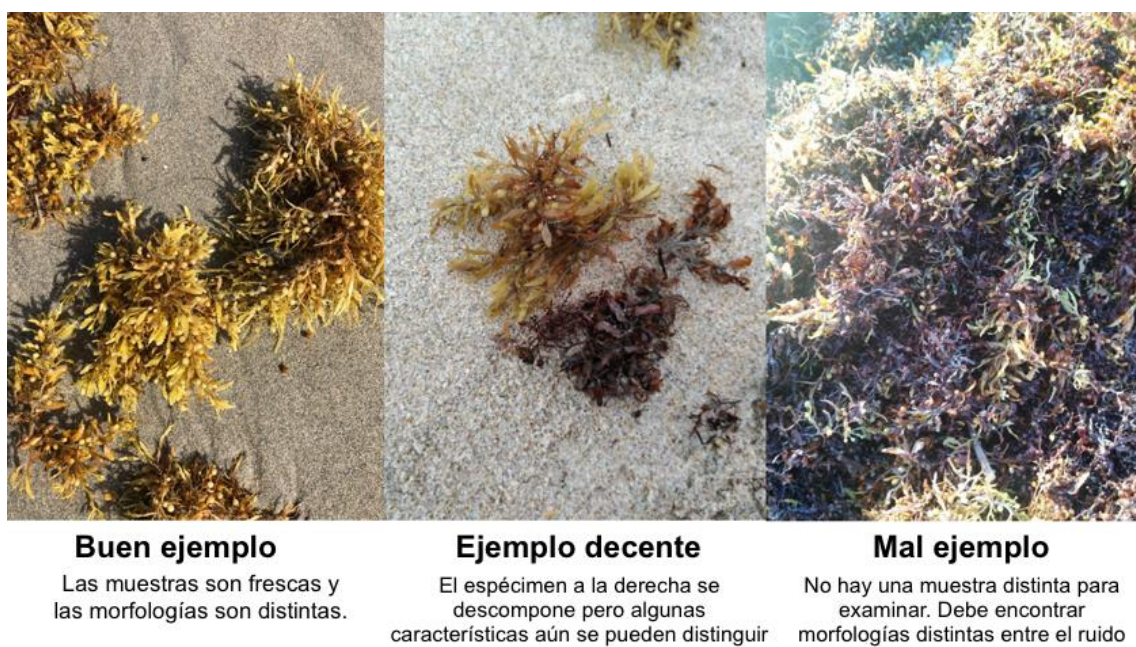 Buen ejemplo
Las muestras son frescas y
las morfologías son distintas.
Ejemplo decente
El espécimen a la derecha se
descompone pero algunas
características aún se pueden distinguir
Mal ejemplo
No hay una muestra distinta para
examinar. Debe encontrar
morfologías distintas entre el ruido